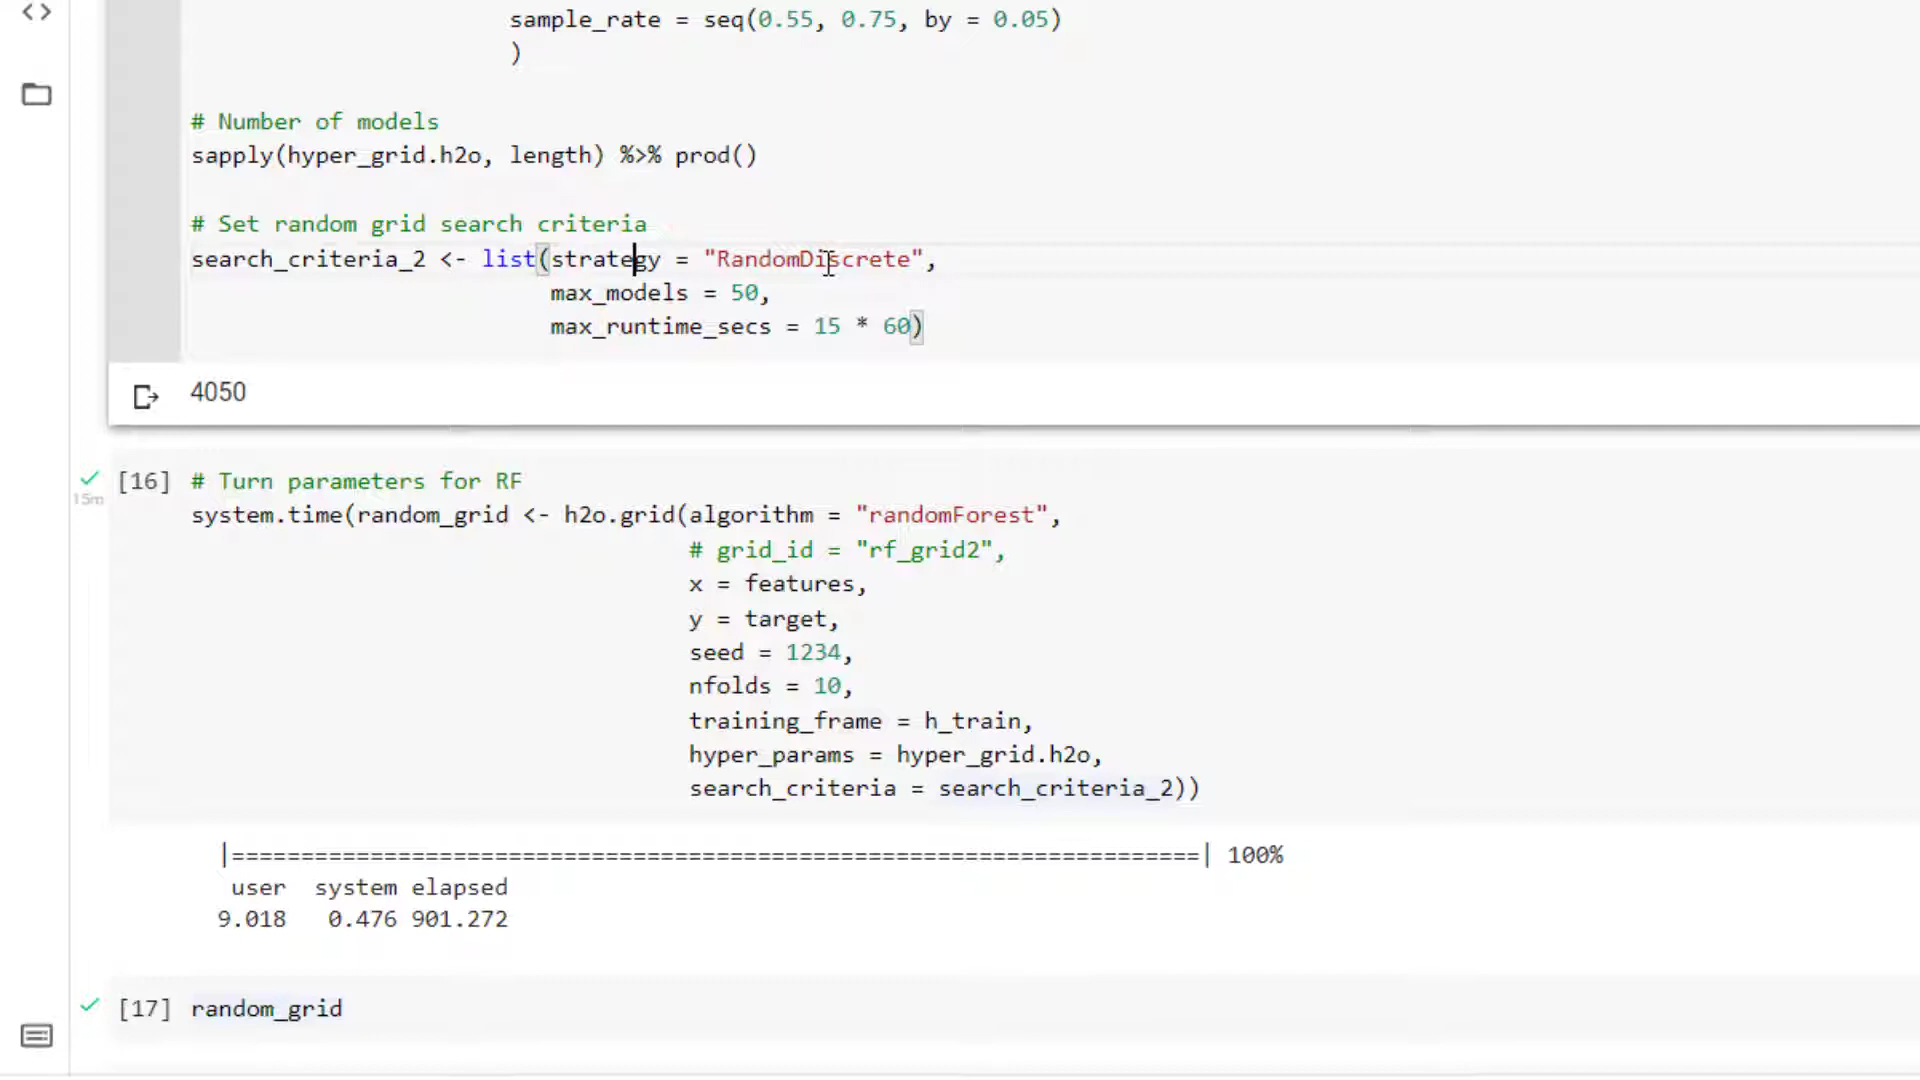 sample_rate = seq(0.55, 0.75, by = 0.05)
)
# Number of models
sapply(hyper_grid.h2o, length) %>% prod()
# Set random grid search criteria
search_criteria_2 <- list(strategy = "RandomDiscrete",
max_models = 50,
max_runtime_secs = 15 * 60)
4050
[16] # Turn parameters for RF
15m
system.time(random_grid <- h2o.grid(algorithm = "randomForest",
# grid_id = "rf_grid2",
x = features,
y = target,
seed = 1234,
nfolds = 10,
training_frame = h_train,
hyper_params = hyper_grid.h2o,
search_criteria = search_criteria_2))
|======================================================================| 100%
user system elapsed
9.018 0.476 901.272
[17] random_grid